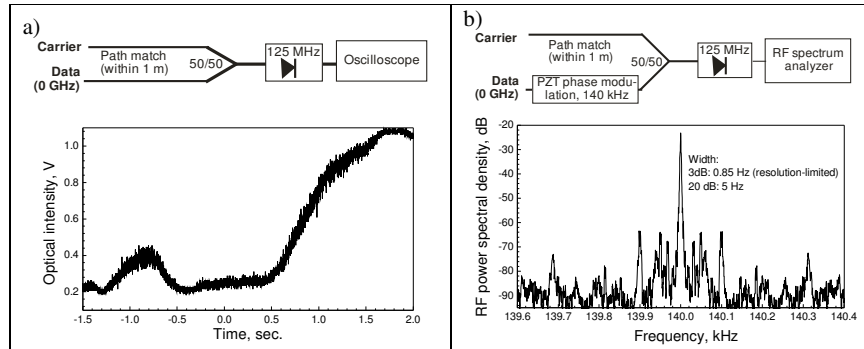 a)
Carrier
Path match
(within 1 m)
Data
(0 GHz)
50/50
125 MHz
Oscilloscope
Optical intensity, V
1.0
0.8
0.6
0.4
0.2
-1.5 -1.0 -0.5 0.0 0.5 1.0 1.5 2.0
Time, sec.
b)
Carrier
Path match
(within 1 m)
Data
(0 GHz)
PZT phase modu-
lation, 140 kHz
50/50
125 MHz
RF spectrum
analyzer
RF power spectral density, dB
-20
-30
-40
-50
-60
-70
-80
-90
Width:
3dB: 0.85 Hz (resolution-limited)
20 dB: 5 Hz
139.6 139.7 139.8 139.9 140.0 140.1 140.2 140.3 140.4
Frequency, kHz